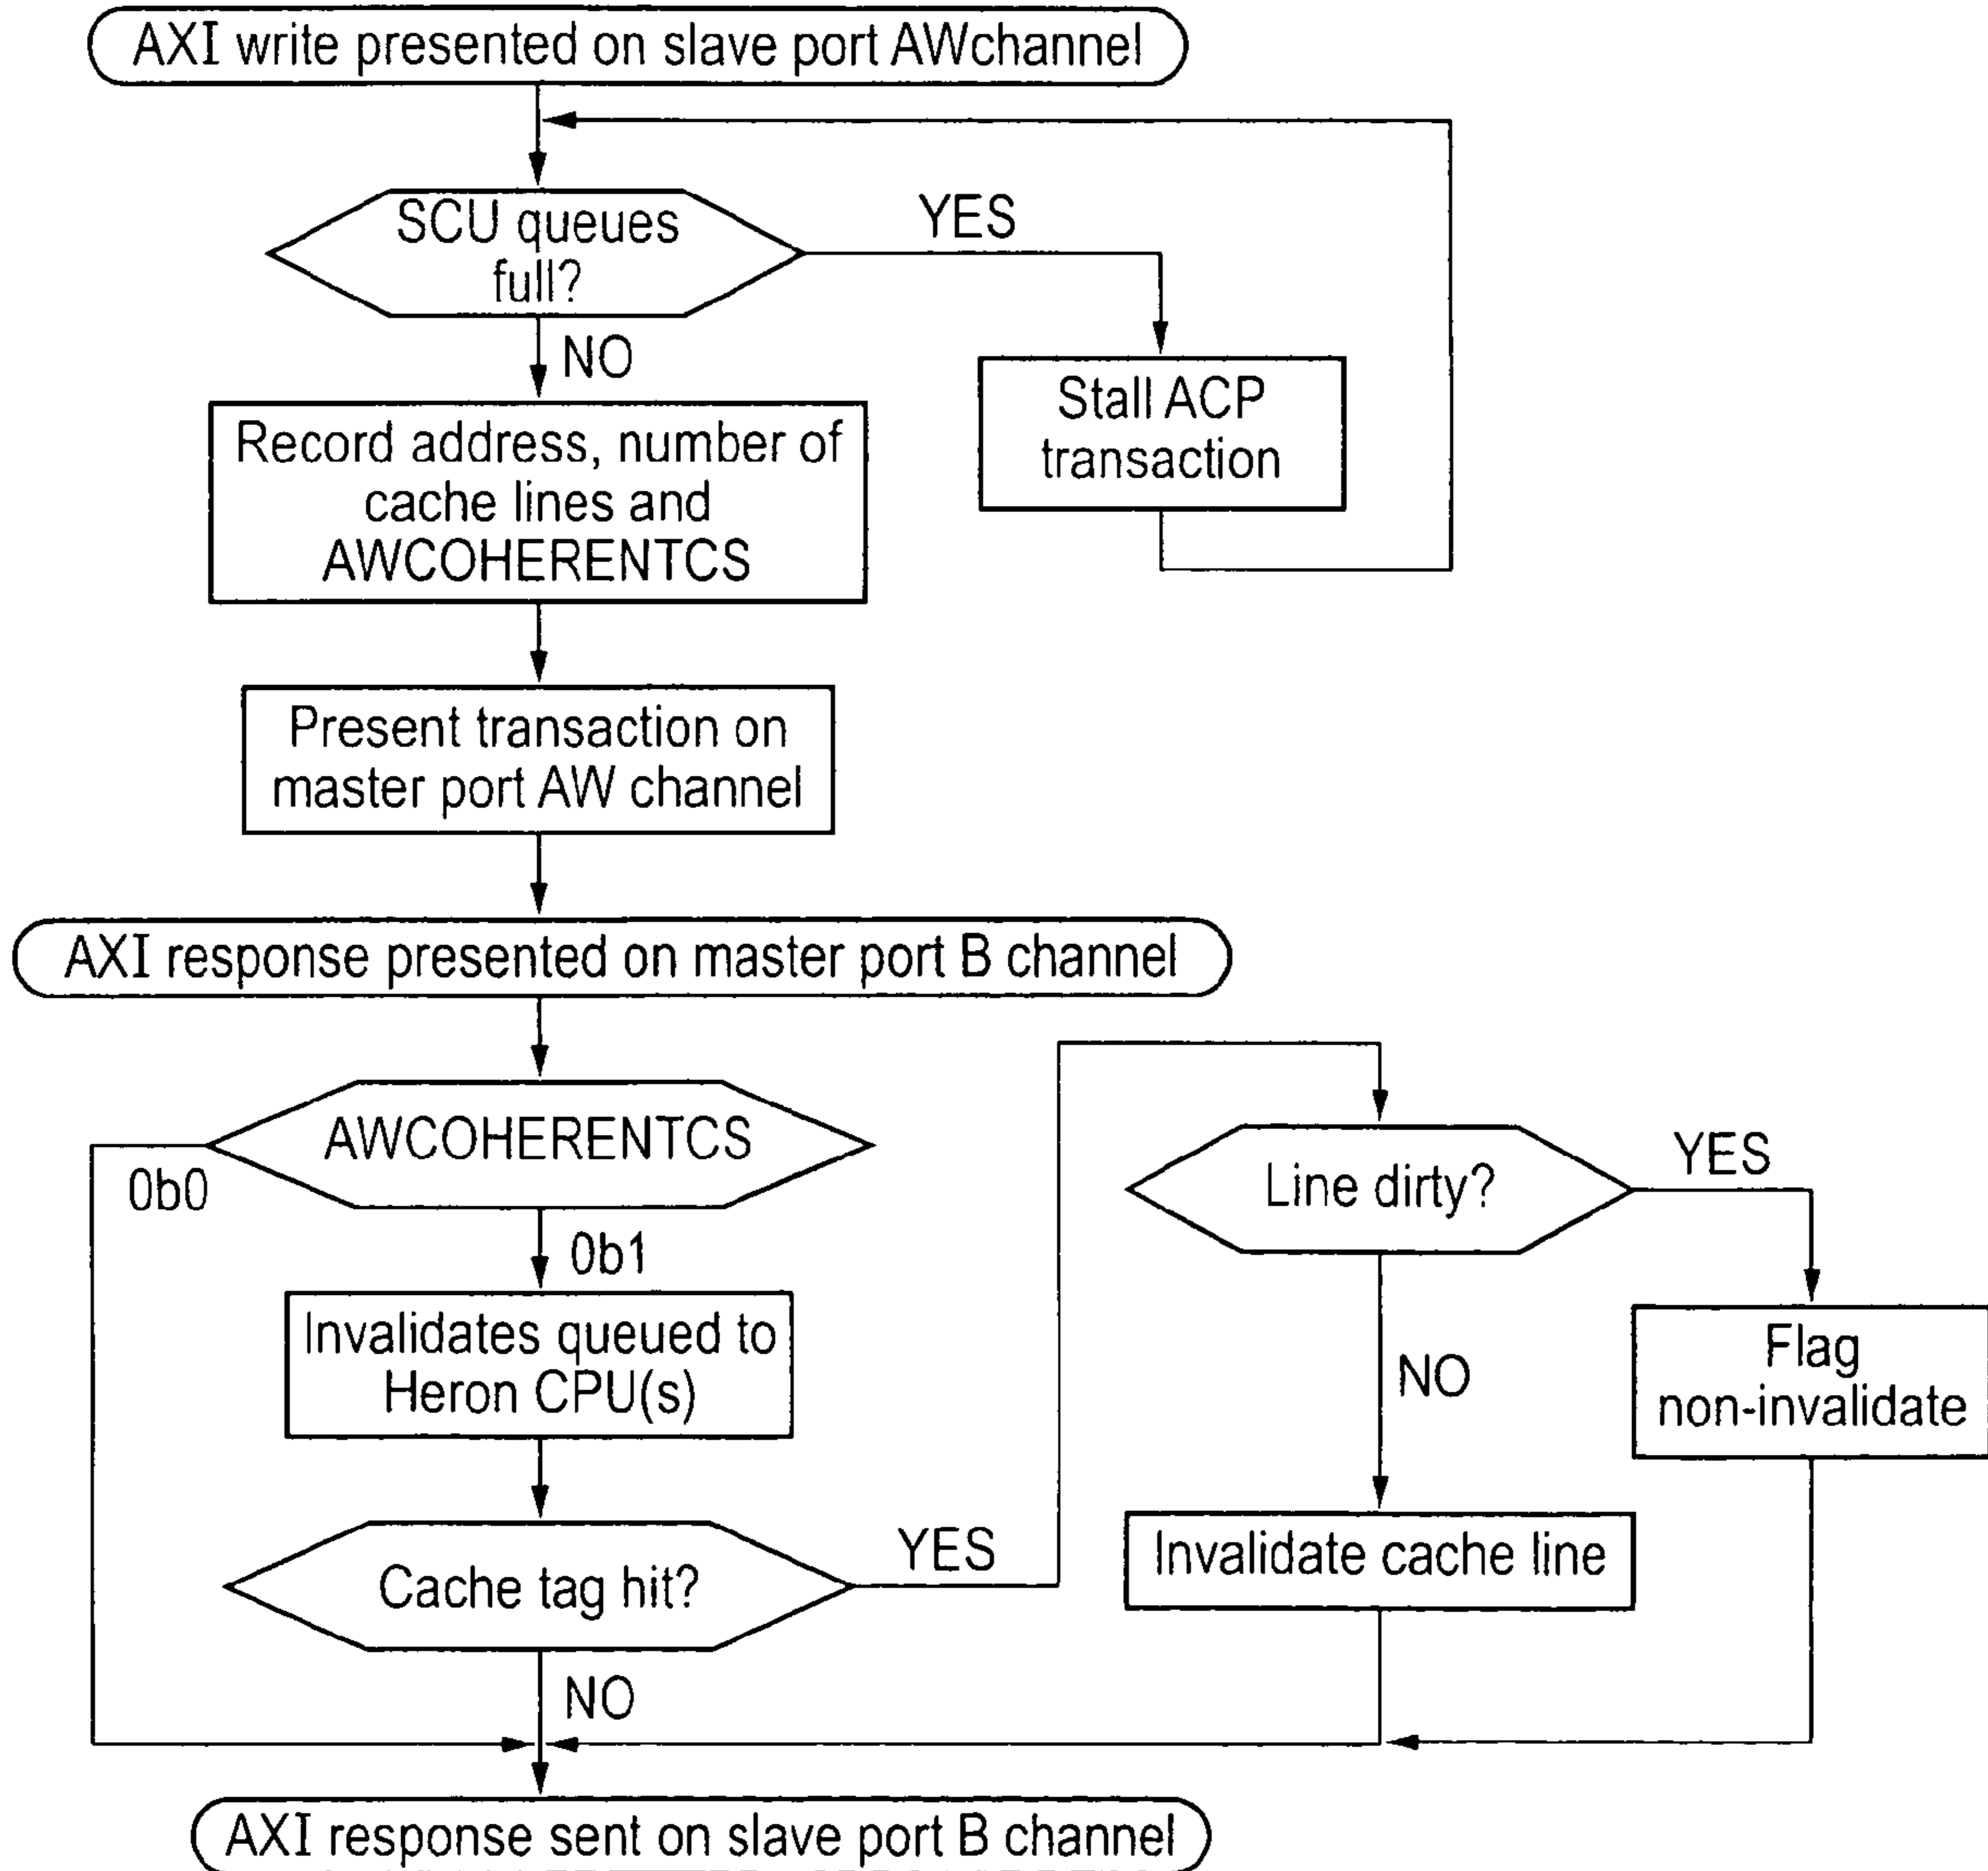 AXI write presented on slave port AWchannel
SCU queues
full?
YES
NO
Stall ACP
transaction
Record address, number of
cache lines and
AWCOHERENTCS
Present transaction on
master port AW channel
AXI response presented on master port B channel
AWCOHERENTCS
0b0
0b1
Invalidates queued to
Heron CPU(s)
Cache tag hit?
YES
NO
Line dirty?
YES
NO
Flag
non-invalidate
Invalidate cache line
AXI response sent on slave port B channel